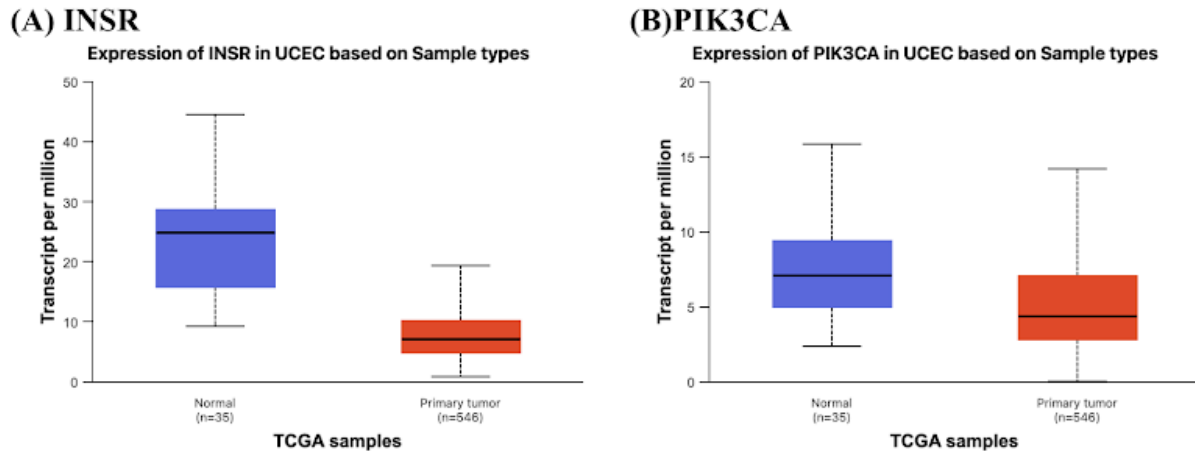 (A) INSR
Expression of INSR in UCEC based on Sample types
Transcript per million
50
40
30
20
10
0
Normal
(n=35)
Primary tumor
(n=546)
TCGA samples
(B)PIK3CA
Expression of PIK3CA in UCEC based on Sample types
Transcript per million
20
15
10
5
0
Normal
(n=35)
Primary tumor
(n=546)
TCGA samples